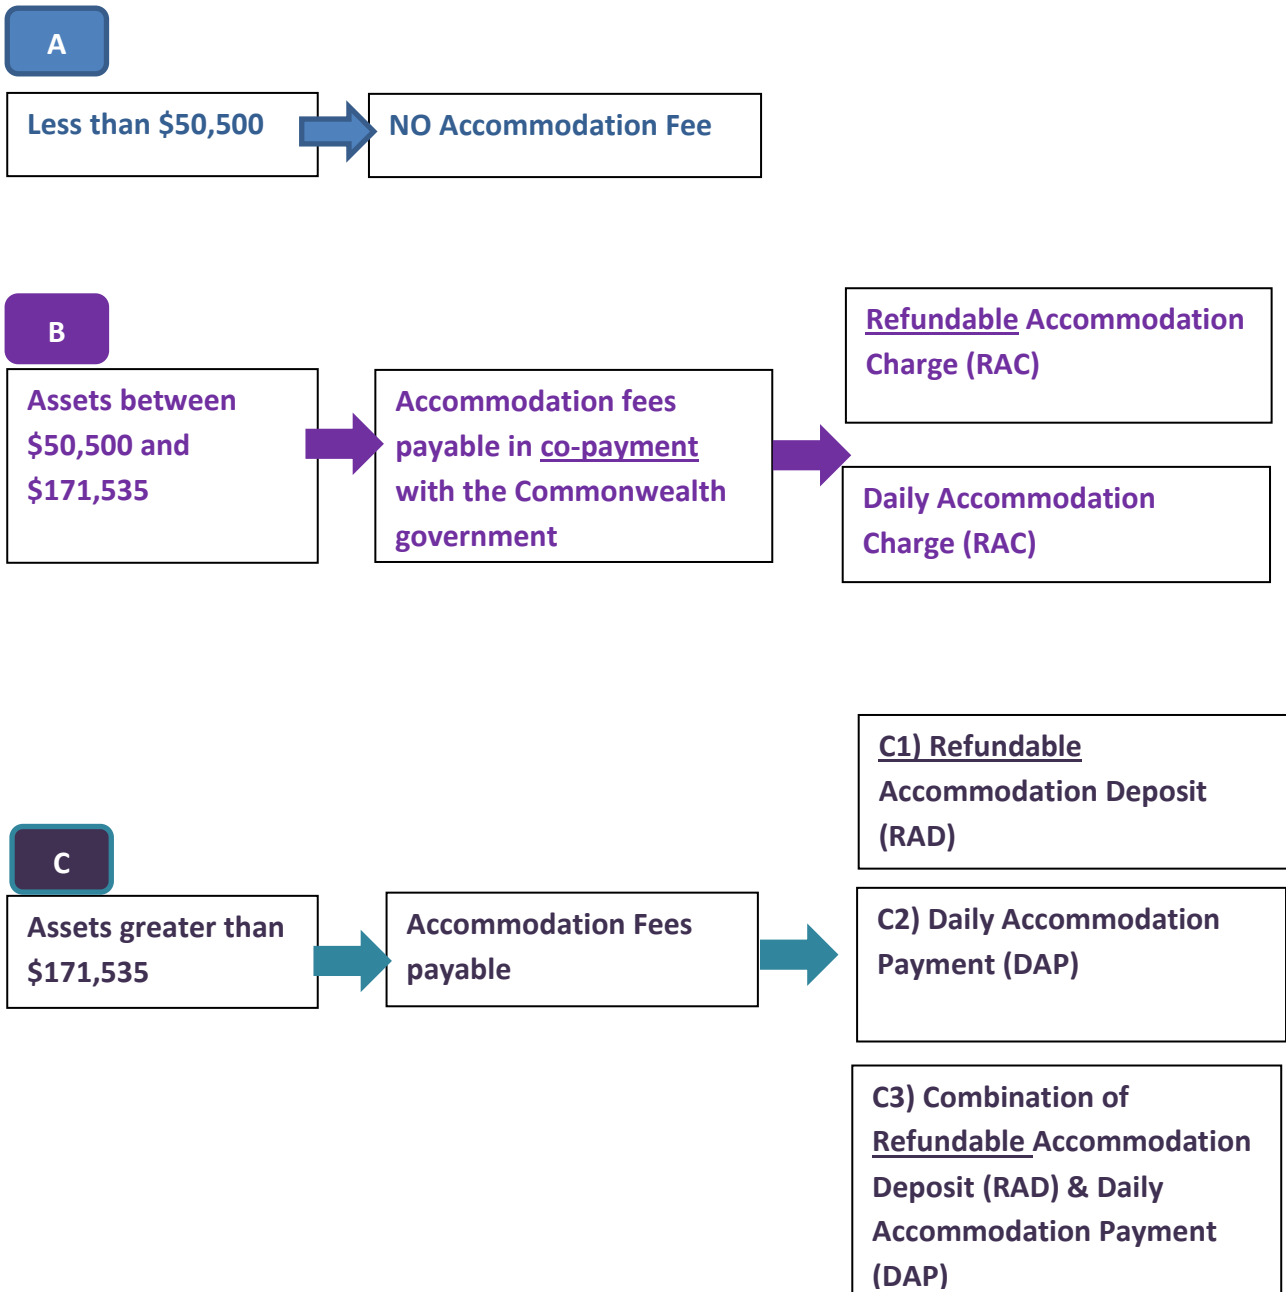 A
Less than $50,500
NO Accommodation Fee
B
Assets between
$50,500 and
$171,535
Accommodation fees
payable in co-payment
with the Commonwealth
government
Refundable Accommodation
Charge (RAC)
Daily Accommodation
Charge (RAC)
C
Assets greater than
$171,535
Accommodation Fees
payable
C1) Refundable
Accommodation Deposit
(RAD)
C2) Daily Accommodation
Payment (DAP)
C3) Combination of
Refundable Accommodation
Deposit (RAD) & Daily
Accommodation Payment
(DAP)